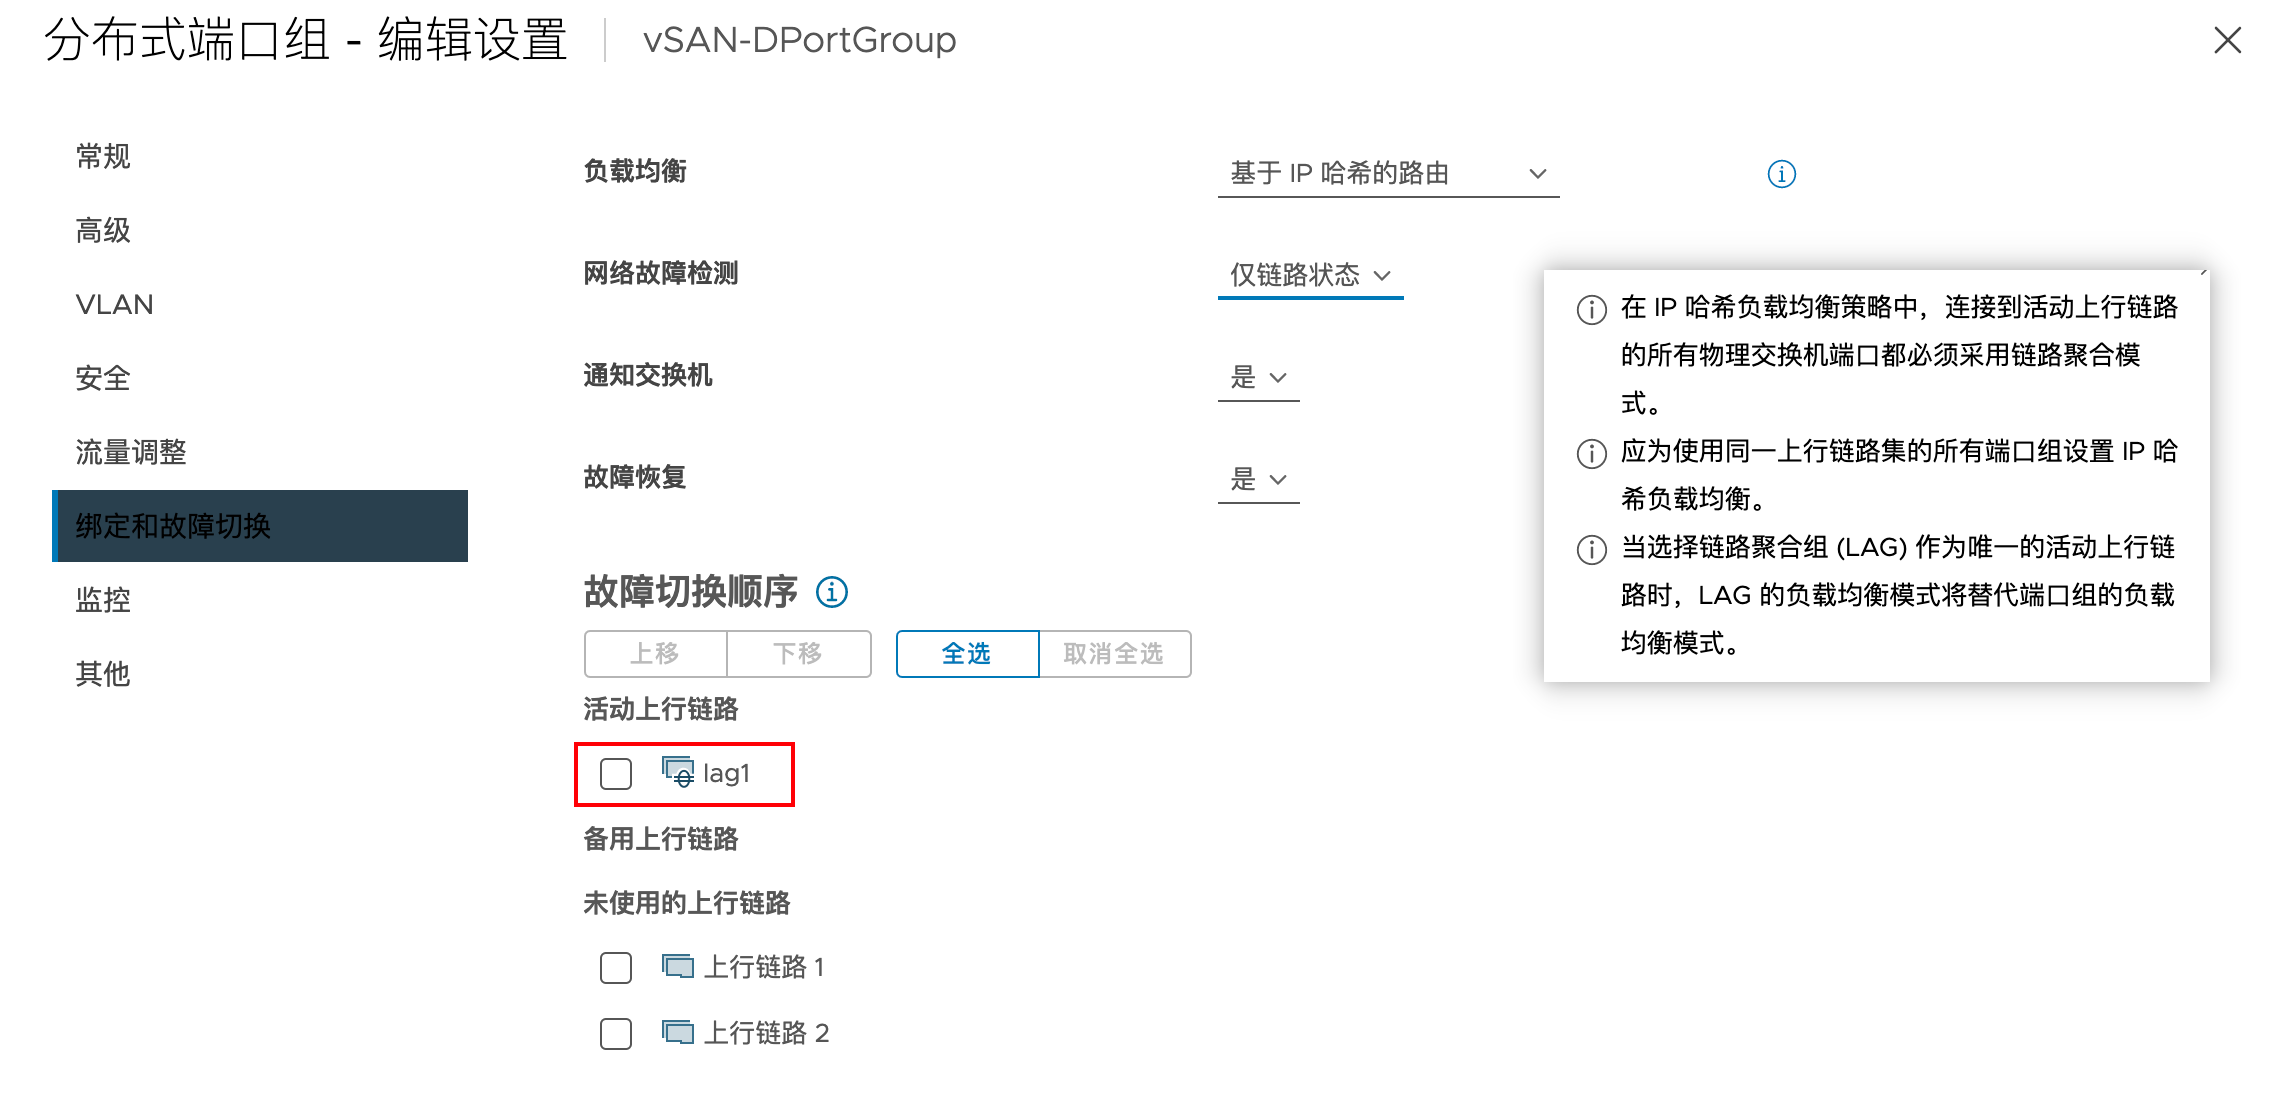 分布式端口组 - 编辑设置 vSAN-DPortGroup
常规
高级
VLAN
安全
流量调整
绑定和故障切换
监控
其他
负载均衡 基于 IP 哈希的路由
网络故障检测 仅链路状态
通知交换机 是
故障恢复 是
故障切换顺序
上移 下移 全选 取消全选
活动上行链路
lag1
备用上行链路
未使用的上行链路
上行链路 1
上行链路 2
在 IP 哈希负载均衡策略中，连接到活动上行链路
的所有物理交换机端口都必须采用链路聚合模
式。
应为使用同一上行链路集的所有端口组设置 IP 哈
希负载均衡。
当选择链路聚合组 (LAG) 作为唯一的活动上行链
路时，LAG 的负载均衡模式将替代端口组的负载
均衡模式。